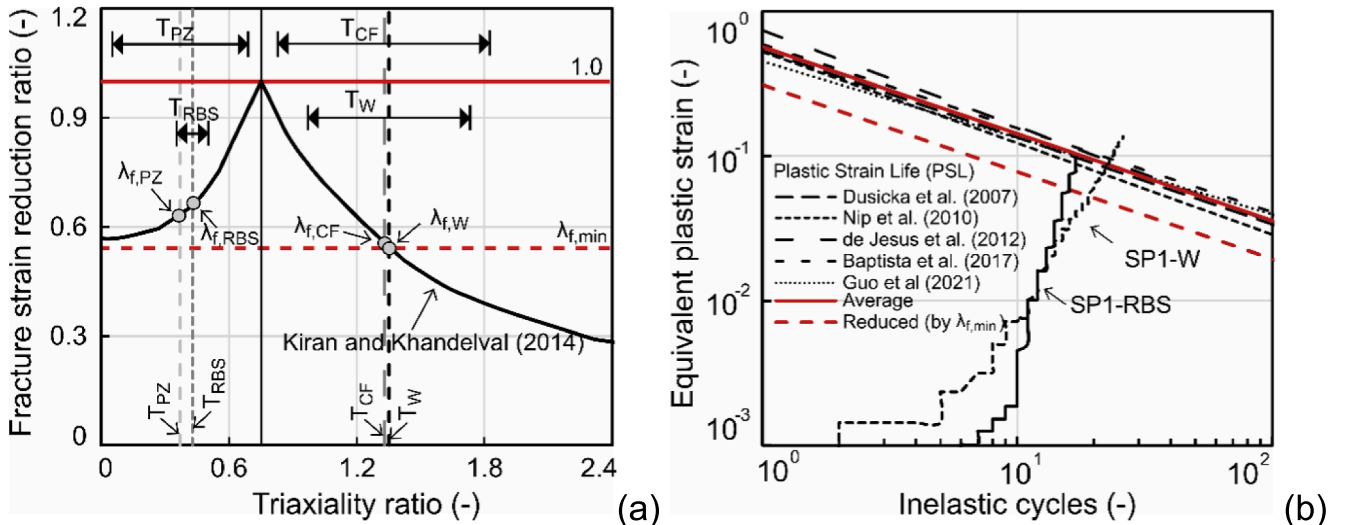 Fracture strain reduction ratio (-)
1.2
0.9
0.6
0.3
0
T_PZ
T_CF
1.0
T_W
T_RBS
λ_f,PZ
λ_f,RBS
λ_f,CF
λ_f,W
λ_f,min
Kiran and Khandelval (2014)
T_PZ
T_RBS
T_CF
T_W
0
0.6
1.2
1.8
2.4
Triaxiality ratio (-)
(a)
Equivalent plastic strain (-)
10^0
10^-1
10^-2
10^-3
Plastic Strain Life (PSL)
Dusicka et al. (2007)
Nip et al. (2010)
de Jesus et al. (2012)
Baptista et al. (2017)
Guo et al (2021)
Average
Reduced (by λ_f,min)
SP1-W
SP1-RBS
10^0
10^1
10^2
Inelastic cycles (-)
(b)